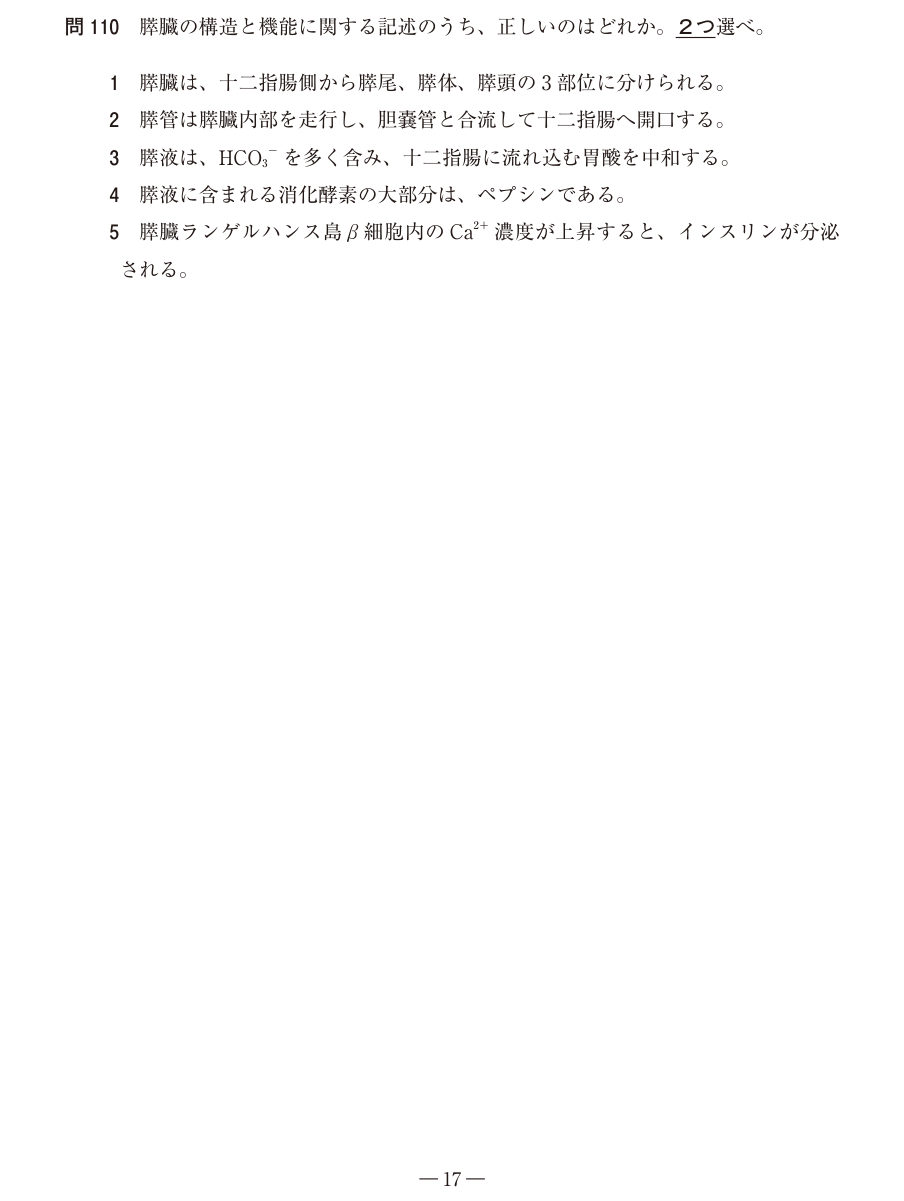 問 110　膵臓の構造と機能に関する記述のうち、正しいのはどれか。2つ選べ。
1　膵臓は、十二指腸側から膵尾、膵体、膵頭の3部位に分けられる。
2　膵管は膵臓内部を走行し、胆嚢管と合流して十二指腸へ開口する。
3　膵液は、HCO₃⁻ を多く含み、十二指腸に流れ込む胃酸を中和する。
4　膵液に含まれる消化酵素の大部分は、ペプシンである。
5　膵臓ランゲルハンス島β細胞内の Ca²⁺ 濃度が上昇すると、インスリンが分泌
される。
— 17 —